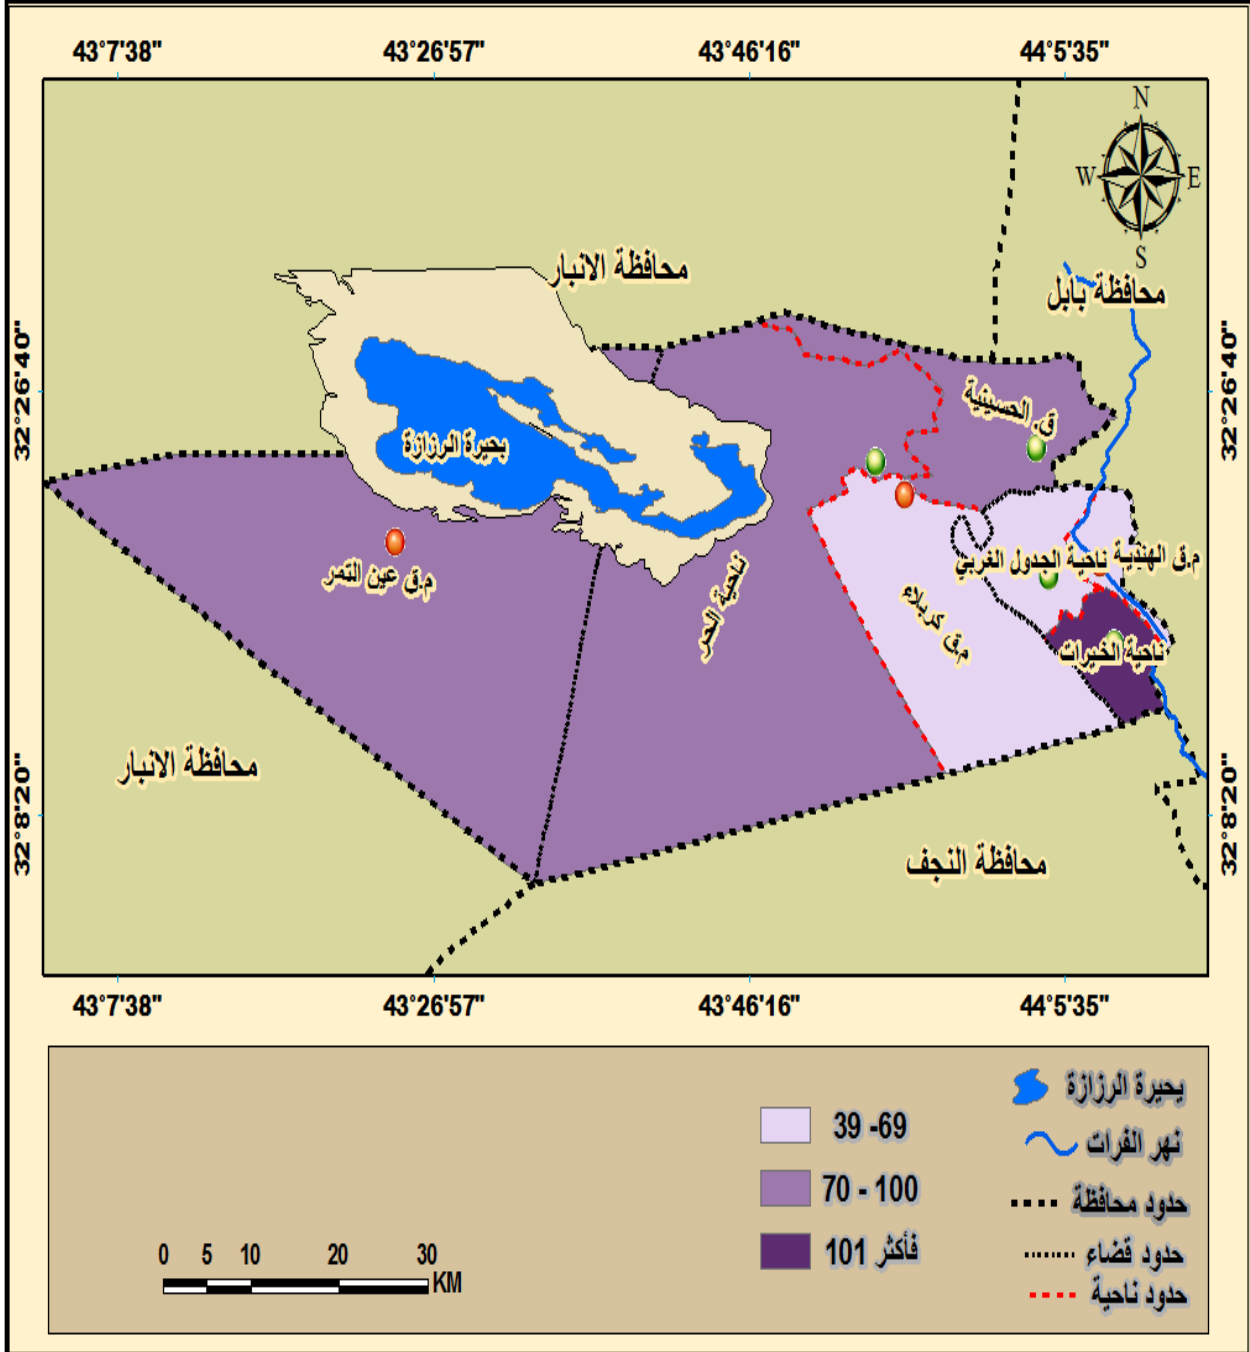 43°7'38" 43°26'57" 43°46'16" 44°5'35"
N
W E
S
محافظة الانبار
محافظة بابل
32°26'40" 32°26'40"
ق. الحسينية
بحيرة الرزازة
م.ق عين التمر
ناحية الحر
م.ق كربلاء
ناحية الجدول الغربي
م.ق الهندية
ناحية الخيرات
محافظة الانبار
32°8'20" 32°8'20"
محافظة النجف
43°7'38" 43°26'57" 43°46'16" 44°5'35"
يحيرة الرزازة
نهر الفرات
حدود محافظة
حدود قضاء
حدود ناحية
39 -69
70 - 100
101 فأكثر
0 5 10 20 30
KM